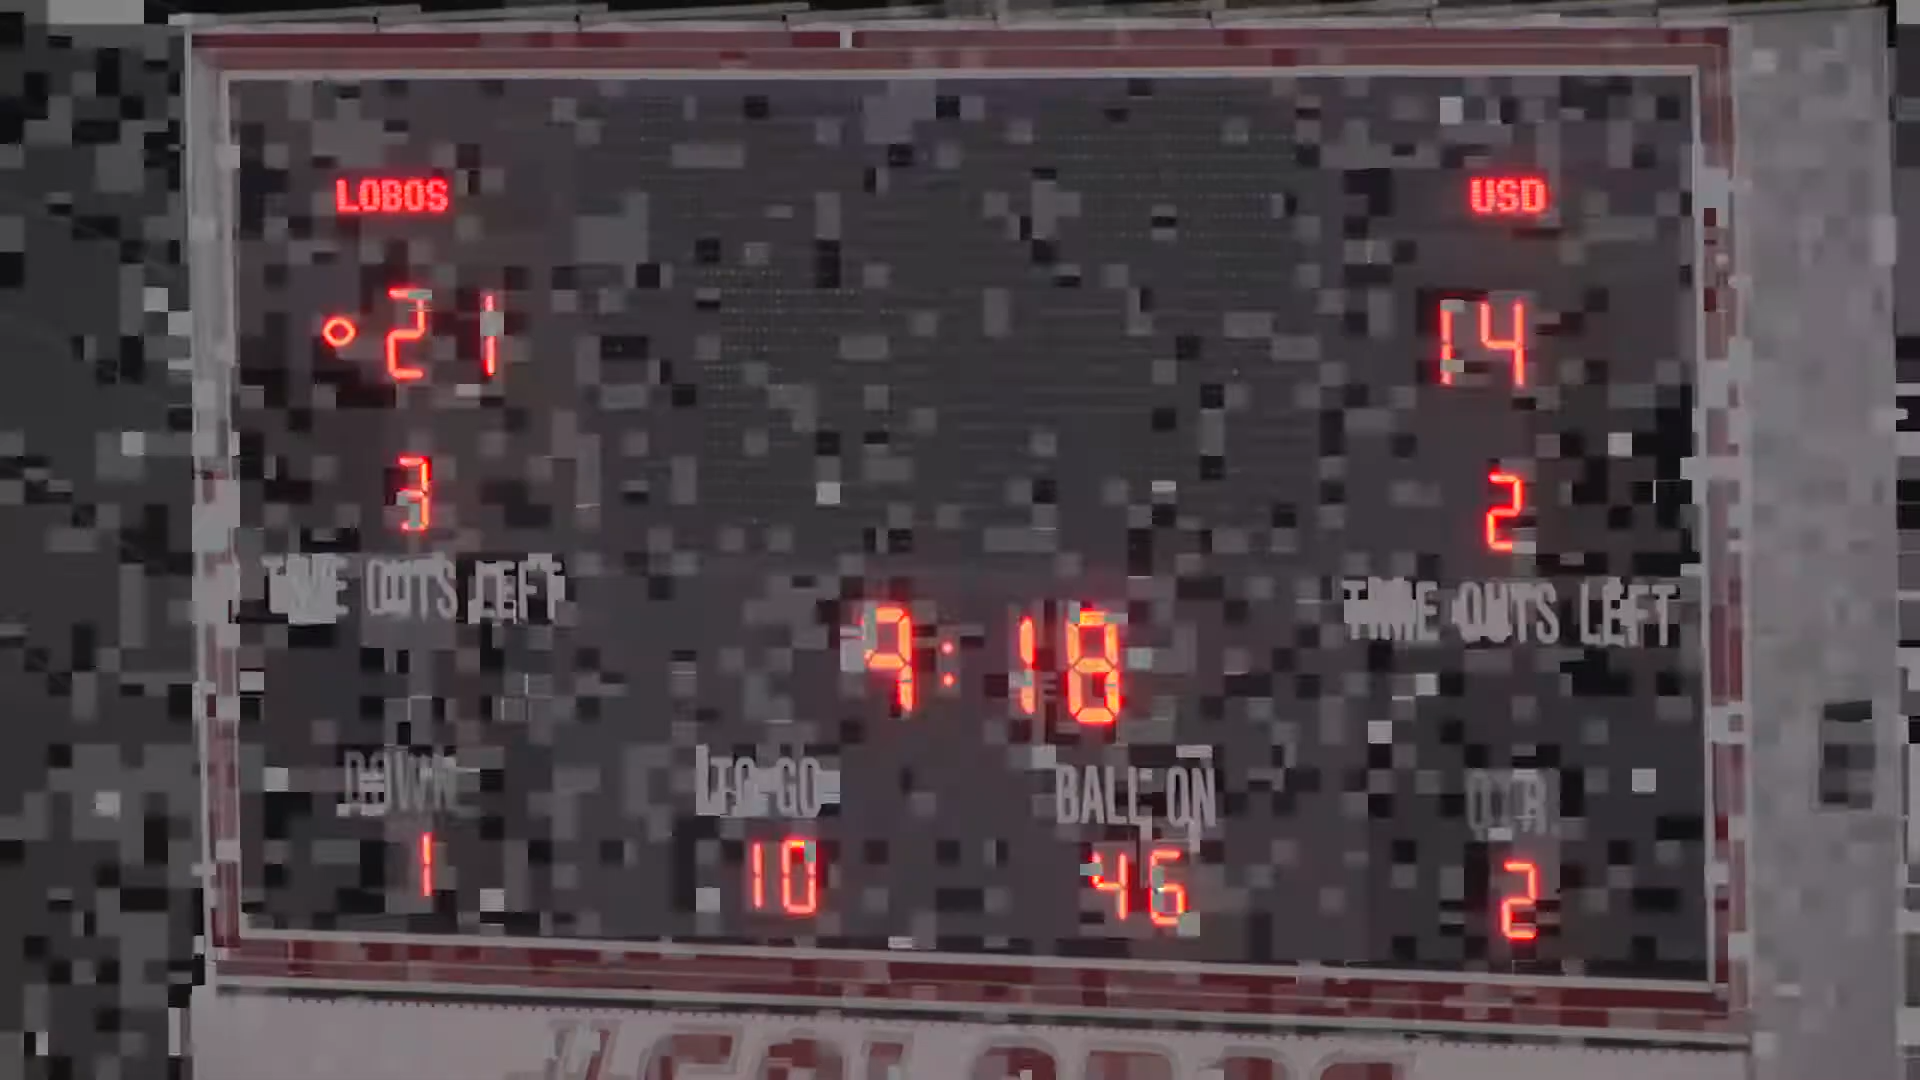 LOBOS USD
21 14
3 2
TIME OUTS LEFT TIME OUTS LEFT
9:18
DOWN TO GO BALL ON QTR
1 10 46 2